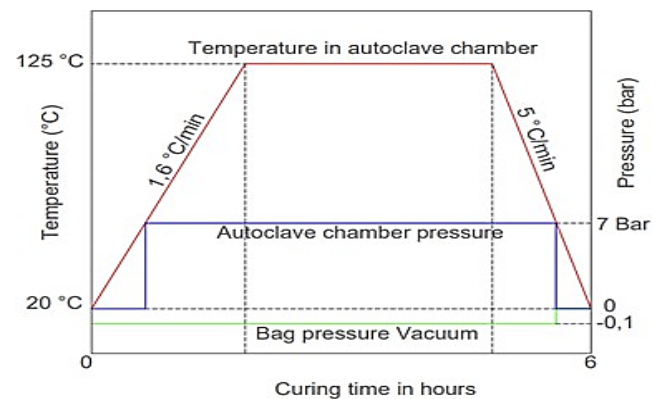 Temperature in autoclave chamber
125 °C
1,6 °C/min
5 °C/min
Temperature (°C)
Pressure (bar)
7 Bar
Autoclave chamber pressure
20 °C
0
-0,1
Bag pressure Vacuum
0
6
Curing time in hours